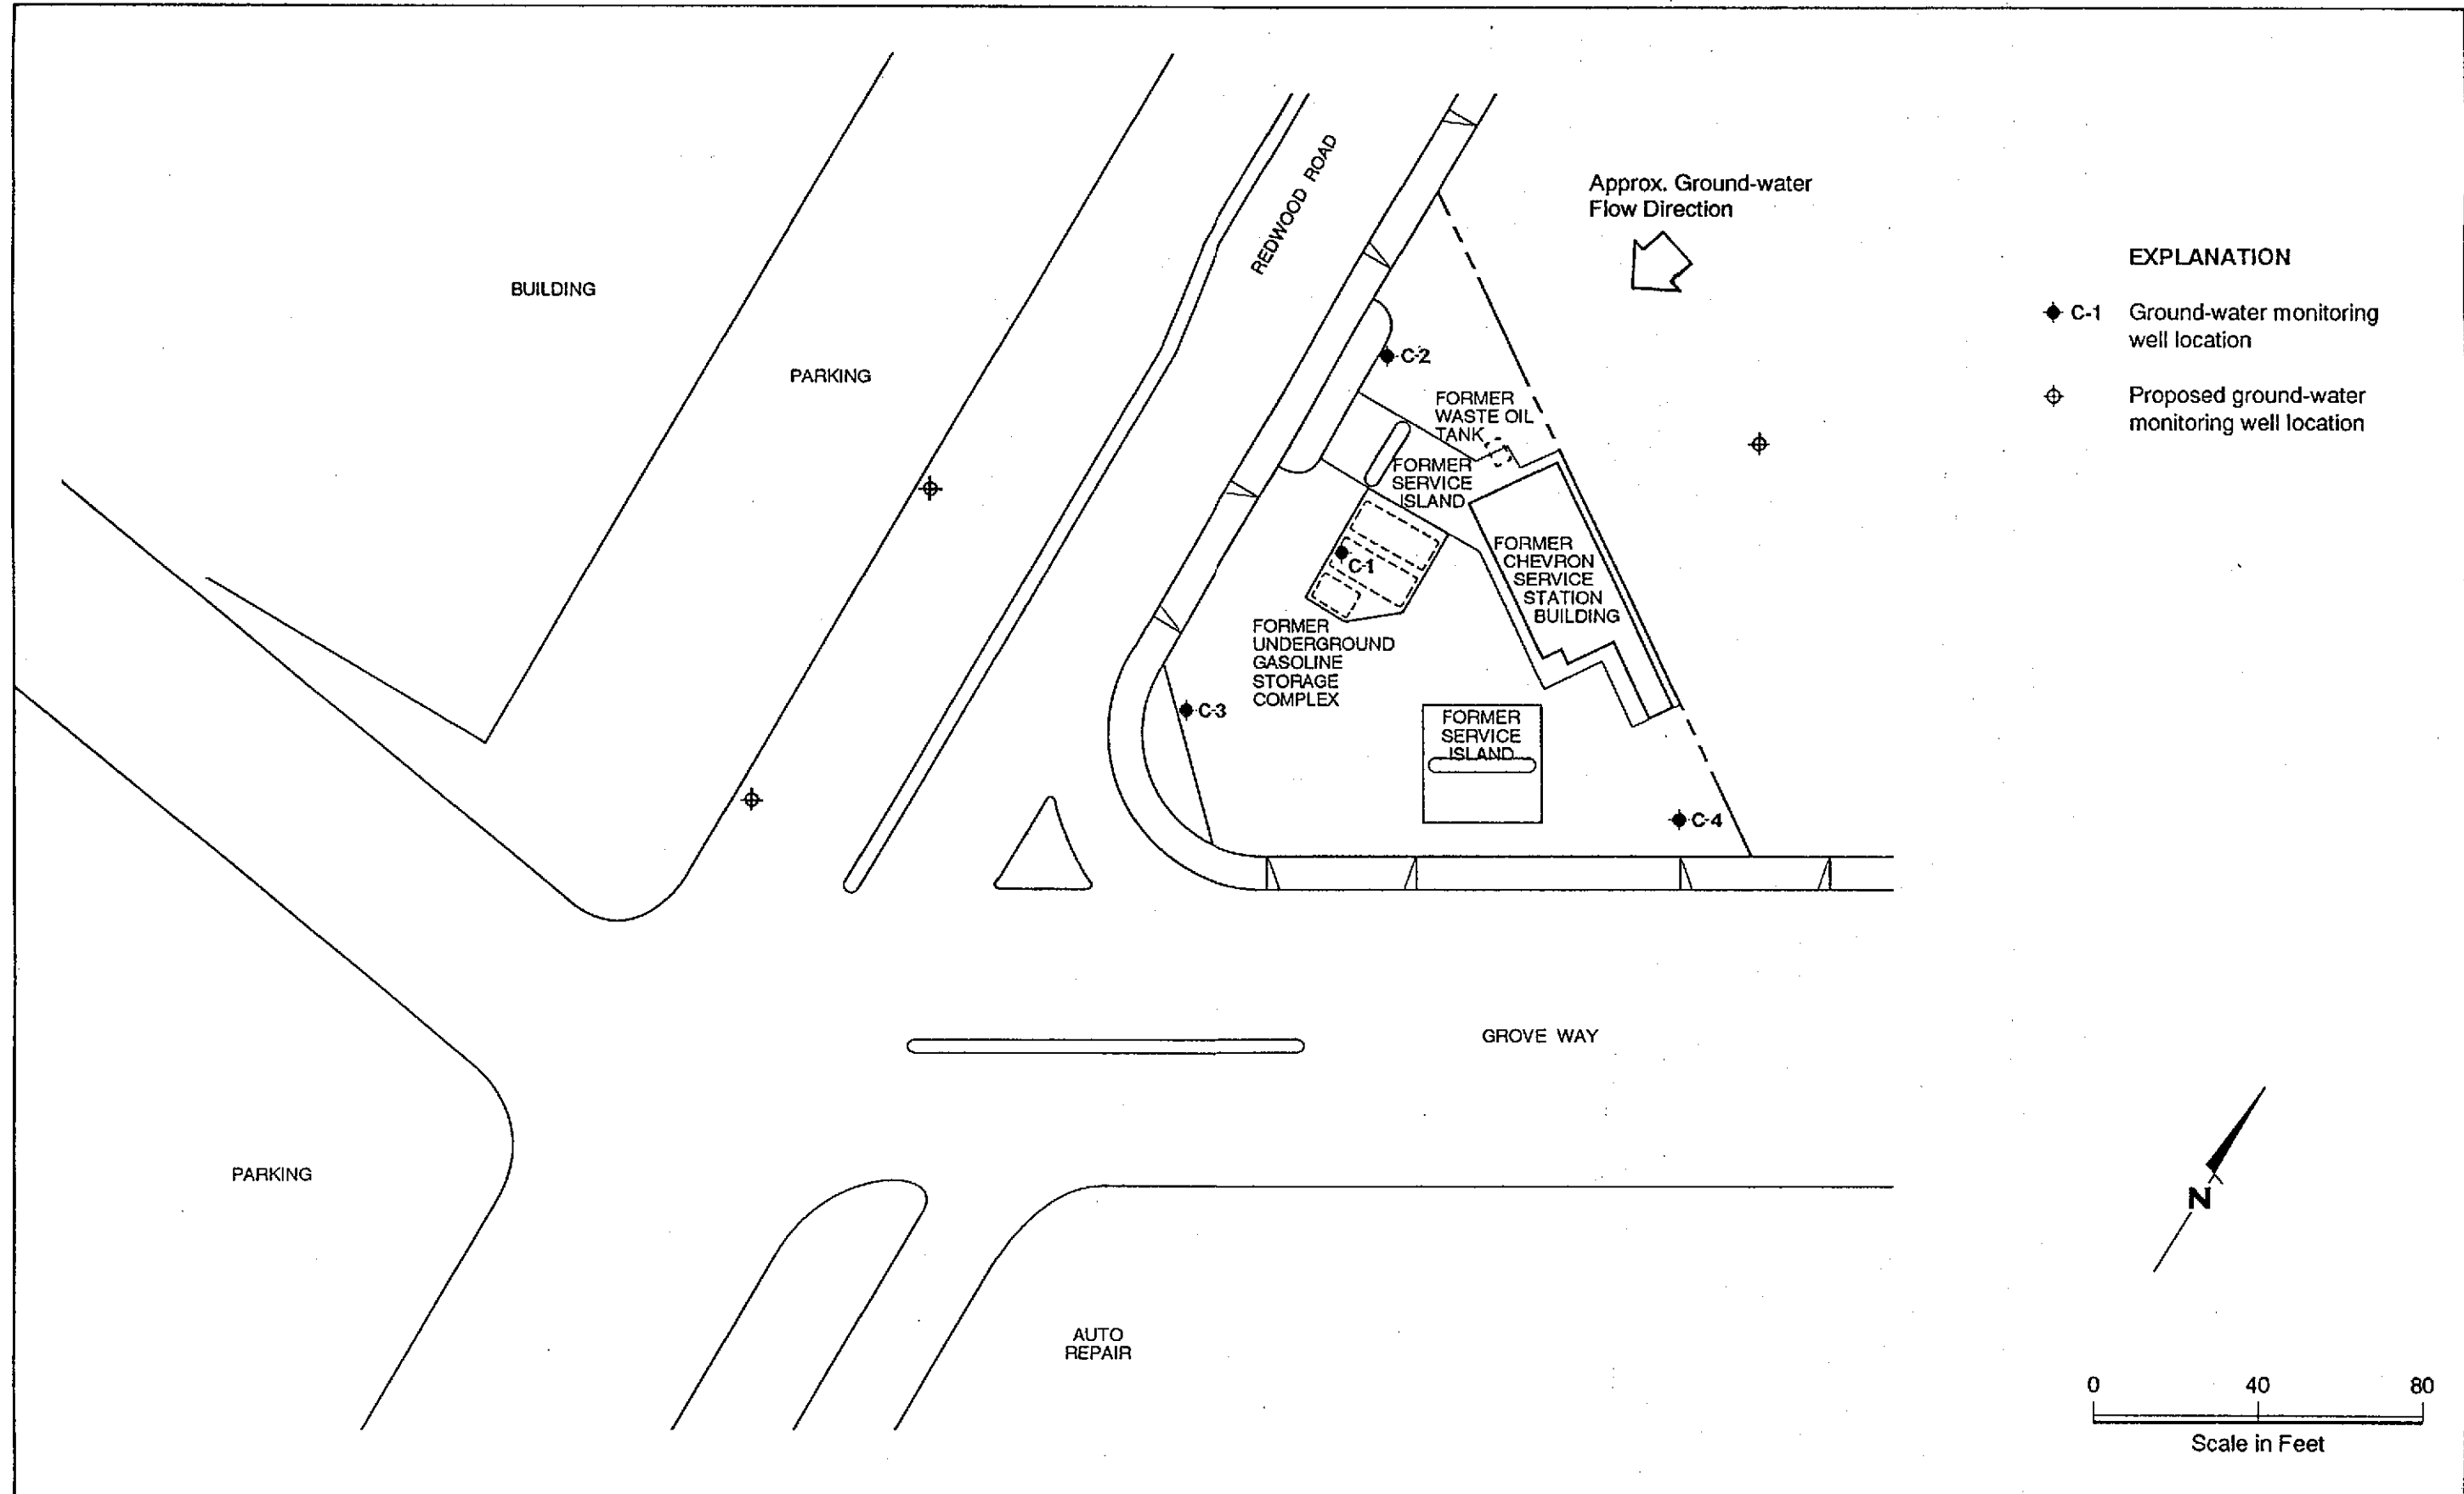 BUILDING
PARKING
REDWOOD ROAD
Approx. Ground-water
Flow Direction
EXPLANATION
C-1 Ground-water monitoring
well location
Proposed ground-water
monitoring well location
C-2
FORMER
WASTE OIL
TANK
FORMER
SERVICE
ISLAND
C-1
FORMER
CHEVRON
SERVICE
STATION
BUILDING
FORMER
UNDERGROUND
GASOLINE
STORAGE
COMPLEX
C-3
FORMER
SERVICE
ISLAND
C-4
GROVE WAY
PARKING
N
AUTO
REPAIR
0 40 80
Scale in Feet